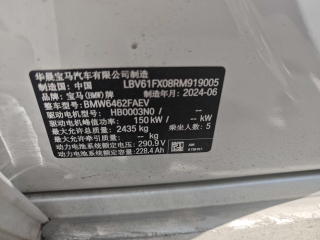 华晨宝马汽车有限公司制造
制造国：中国 LBV61FX08RM919005
品牌：宝马(BMW)牌 制造年月：2024-06
整车型号：BMW6462FAEV
驱动电机型号： HB0003N0 / --
驱动电机峰值功率： 150 kW / -- kW
最大允许总质量： 2435 kg 乘坐人数： 5
最大允许牵引质量： -- kg
动力电池系统额定电压： 290.9 V
动力电池系统额定容量： 228.4 Ah